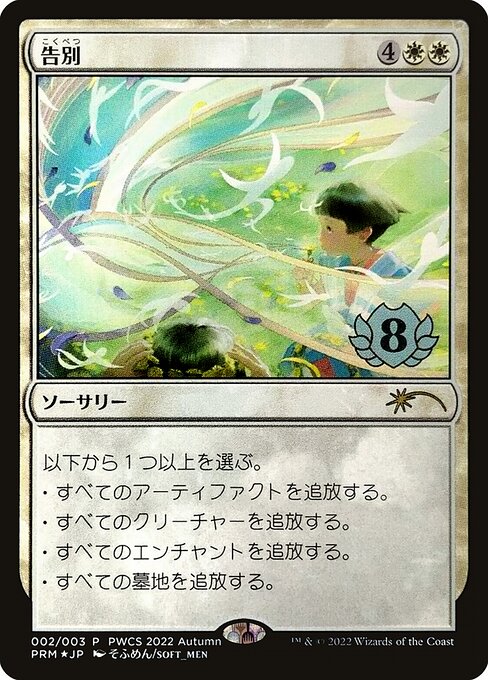 こくべつ
告別
4
8
ソーサリー
以下から1つ以上を選ぶ。
・すべてのアーティファクトを追放する。
・すべてのクリーチャーを追放する。
・すべてのエンチャントを追放する。
・すべての墓地を追放する。
002/003 P PWCS 2022 Autumn
PRM★JP そふめん/SOFT_MEN
™ & © 2022 Wizards of the Coast